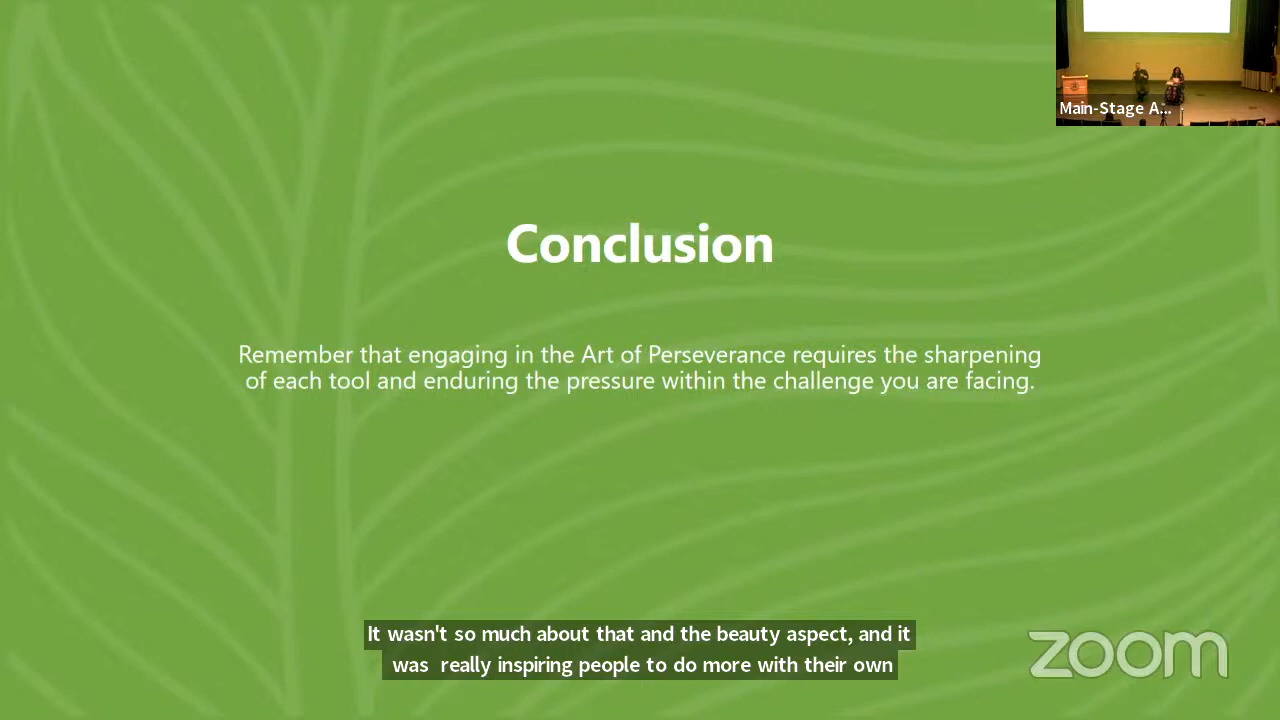 Main-Stage A...
Conclusion
Remember that engaging in the Art of Perseverance requires the sharpening
of each tool and enduring the pressure within the challenge you are facing.
It wasn't so much about that and the beauty aspect, and it
was really inspiring people to do more with their own
zoom